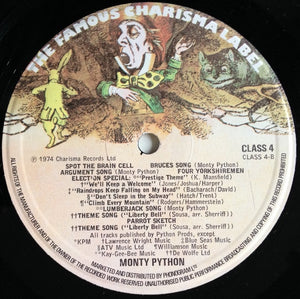 THE FAMOUS CHARISMA LABEL
℗ 1974 Charisma Records Ltd
CLASS 4
CLASS 4-B
SPOT THE BRAIN CELL BRUCES SONG (Monty Python)
ARGUMENT SONG (Monty Python) FOUR YORKSHIREMEN
ELECTION SPECIAL "Prestige Theme" (K. Mansfield)
†"We'll Keep a Welcome" (Jones/Joshua/Harper)
*"Raindrops Keep Falling on My Head" (Bacharach/David)
"Don't Sleep in the Subway" (Hatch/Trent)
¶"Climb Every Mountain" (Rodgers/Hammerstein)
LUMBERJACK SONG (Monty Python)
††THEME SONG ("Liberty Bell") (Sousa, arr. Sherriff)
PARROT SKETCH
††THEME SONG ("Liberty Bell") (Sousa, arr. Sherriff)
All tracks published by Python Prods, except
KPM †Lawrence Wright Music Blue Seas Music
ATV Music Williamson Music
Kay-Gee-Bee Music ††De Wolfe Ltd
MONTY PYTHON
MARKETED AND DISTRIBUTED BY PHONOGRAM LTD.
ALL RIGHTS OF THE MANUFACTURER AND OF THE OWNER OF THE RECORDED WORK RESERVED UNAUTHORISED PUBLIC PERFORMANCE BROADCASTING AND COPYING OF THIS RECORD PROHIBITED